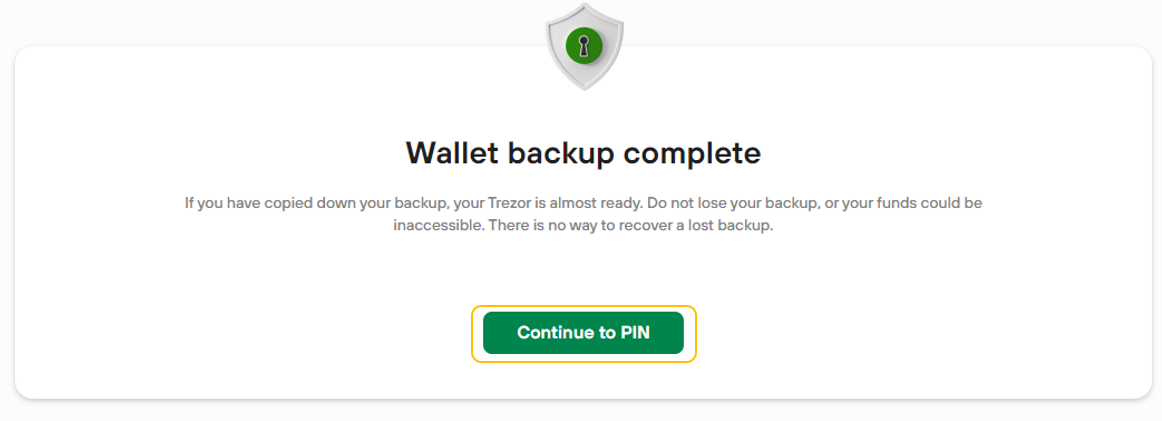 Wallet backup complete
If you have copied down your backup, your Trezor is almost ready. Do not lose your backup, or your funds could be
inaccessible. There is no way to recover a lost backup.
Continue to PIN